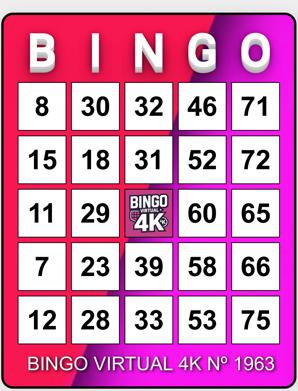 B I N G O
8 30 32 46 71
15 18 31 52 72
11 29 BINGO VIRTUAL 4K 60 65
7 23 39 58 66
12 28 33 53 75
BINGO VIRTUAL 4K Nº 1963